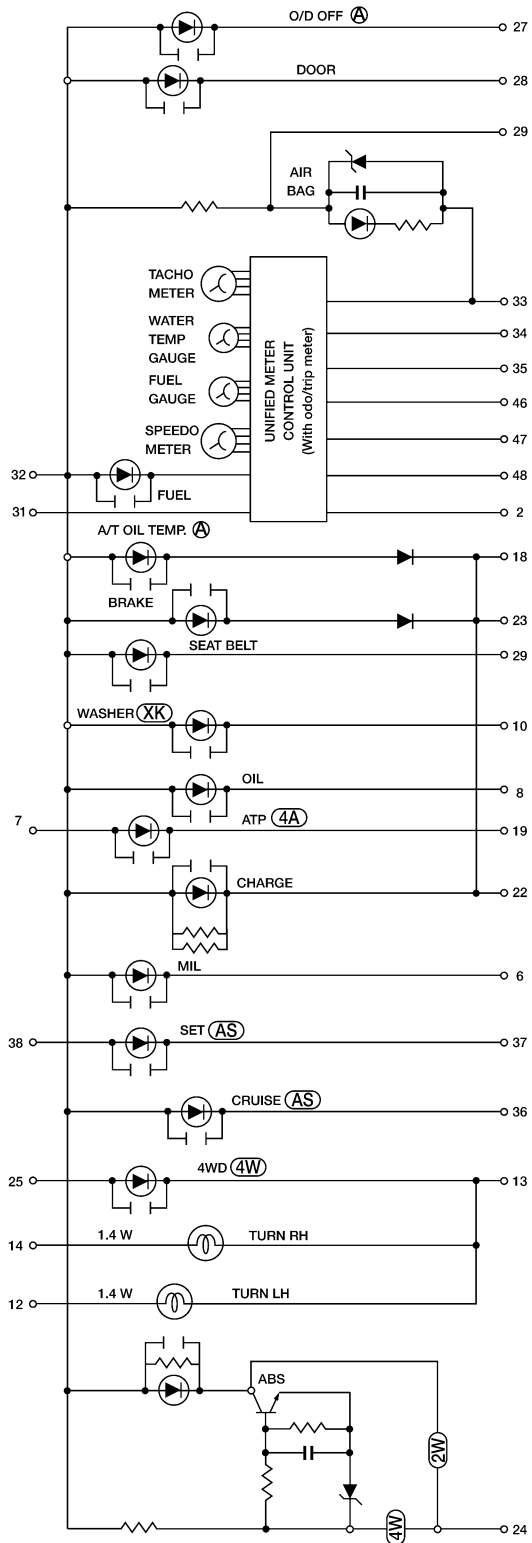 O/D OFF Ⓐ
27
DOOR
28
29
AIR
BAG
TACHO
METER
33
WATER
TEMP
GAUGE
34
FUEL
GAUGE
35
46
SPEEDO
METER
47
UNIFIED METER
CONTROL UNIT
(With odo/trip meter)
32
FUEL
48
31
2
A/T OIL TEMP. Ⓐ
18
BRAKE
23
SEAT BELT
29
WASHER XK
10
OIL
8
7
ATP 4A
19
CHARGE
22
MIL
6
38
SET AS
37
CRUISE AS
36
25
4WD 4W
13
14
1.4 W
TURN RH
12
1.4 W
TURN LH
ABS
2W
4W
24